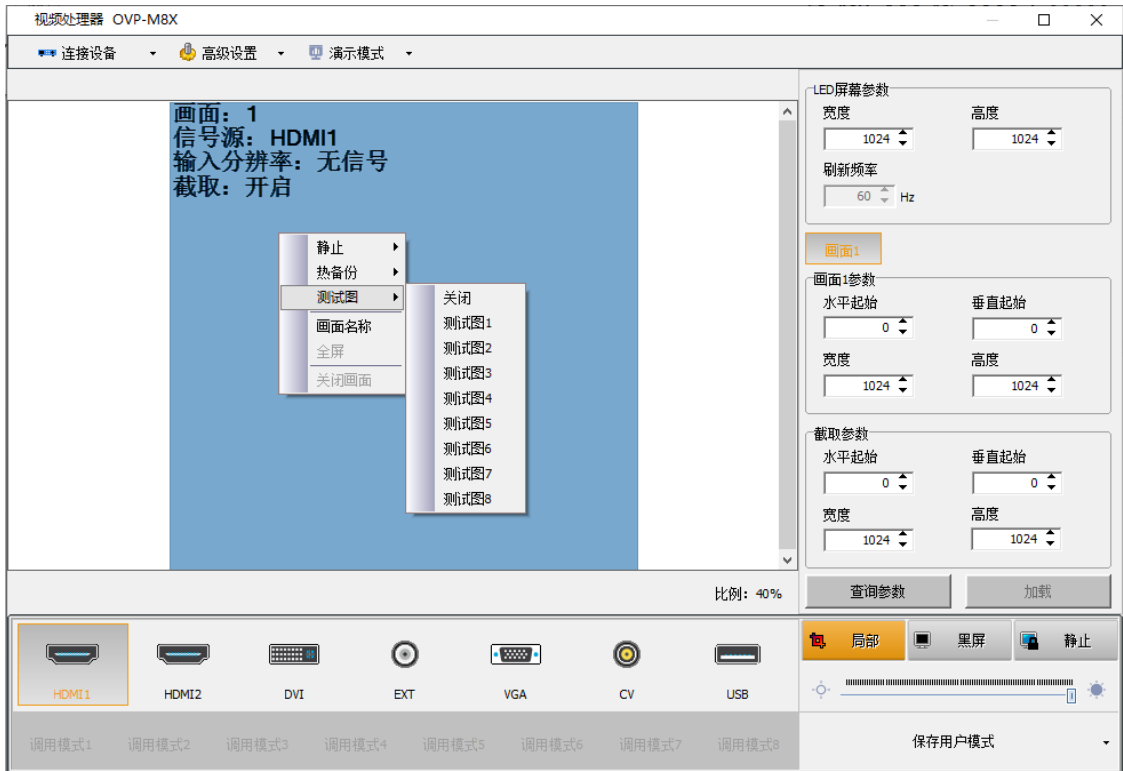 视频处理器 OVP-M8X
连接设备 高级设置 演示模式
画面：1
信号源：HDMI1
输入分辨率：无信号
截取：开启
静止
热备份
测试图
画面名称
全屏
关闭画面
关闭
测试图1
测试图2
测试图3
测试图4
测试图5
测试图6
测试图7
测试图8
比例：40%
LED屏幕参数
宽度 高度
1024 1024
刷新频率
60 Hz
画面1
画面1参数
水平起始 垂直起始
0 0
宽度 高度
1024 1024
截取参数
水平起始 垂直起始
0 0
宽度 高度
1024 1024
查询参数 加载
HDMI1 HDMI2 DVI EXT VGA CV USB
调用模式1 调用模式2 调用模式3 调用模式4 调用模式5 调用模式6 调用模式7 调用模式8
局部 黑屏 静止
保存用户模式